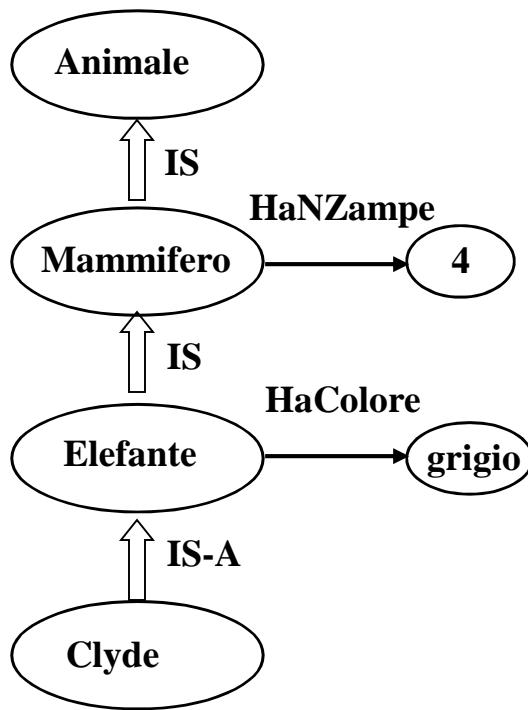 Animale
IS
HaNZampe
Mammifero
4
IS
HaColore
Elefante
grigio
IS-A
Clyde